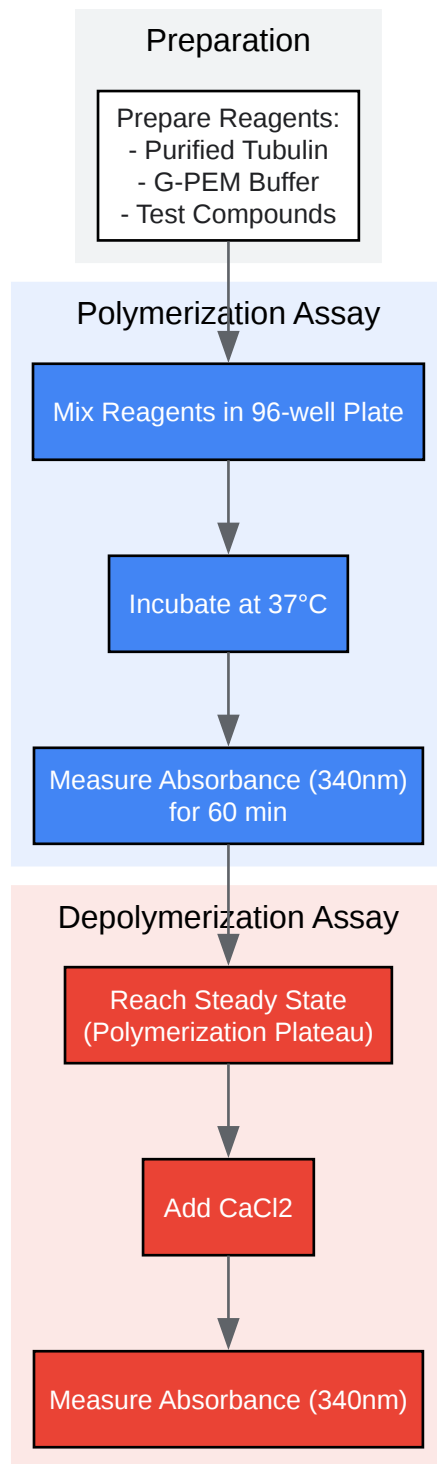 Preparation
Prepare Reagents:
- Purified Tubulin
- G-PEM Buffer
- Test Compounds
Polymerization Assay
Mix Reagents in 96-well Plate
Incubate at 37°C
Measure Absorbance (340nm)
for 60 min
Depolymerization Assay
Reach Steady State
(Polymerization Plateau)
Add CaCl2
Measure Absorbance (340nm)